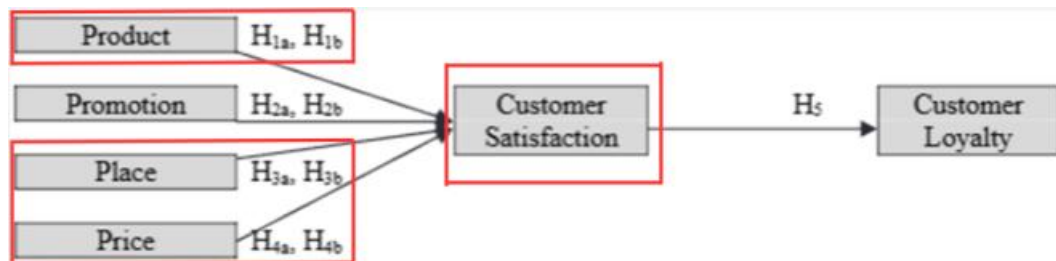 Product H1a, H1b
Promotion H2a, H2b
Place H3a, H3b
Price H4a, H4b
Customer
Satisfaction
H5
Customer
Loyalty